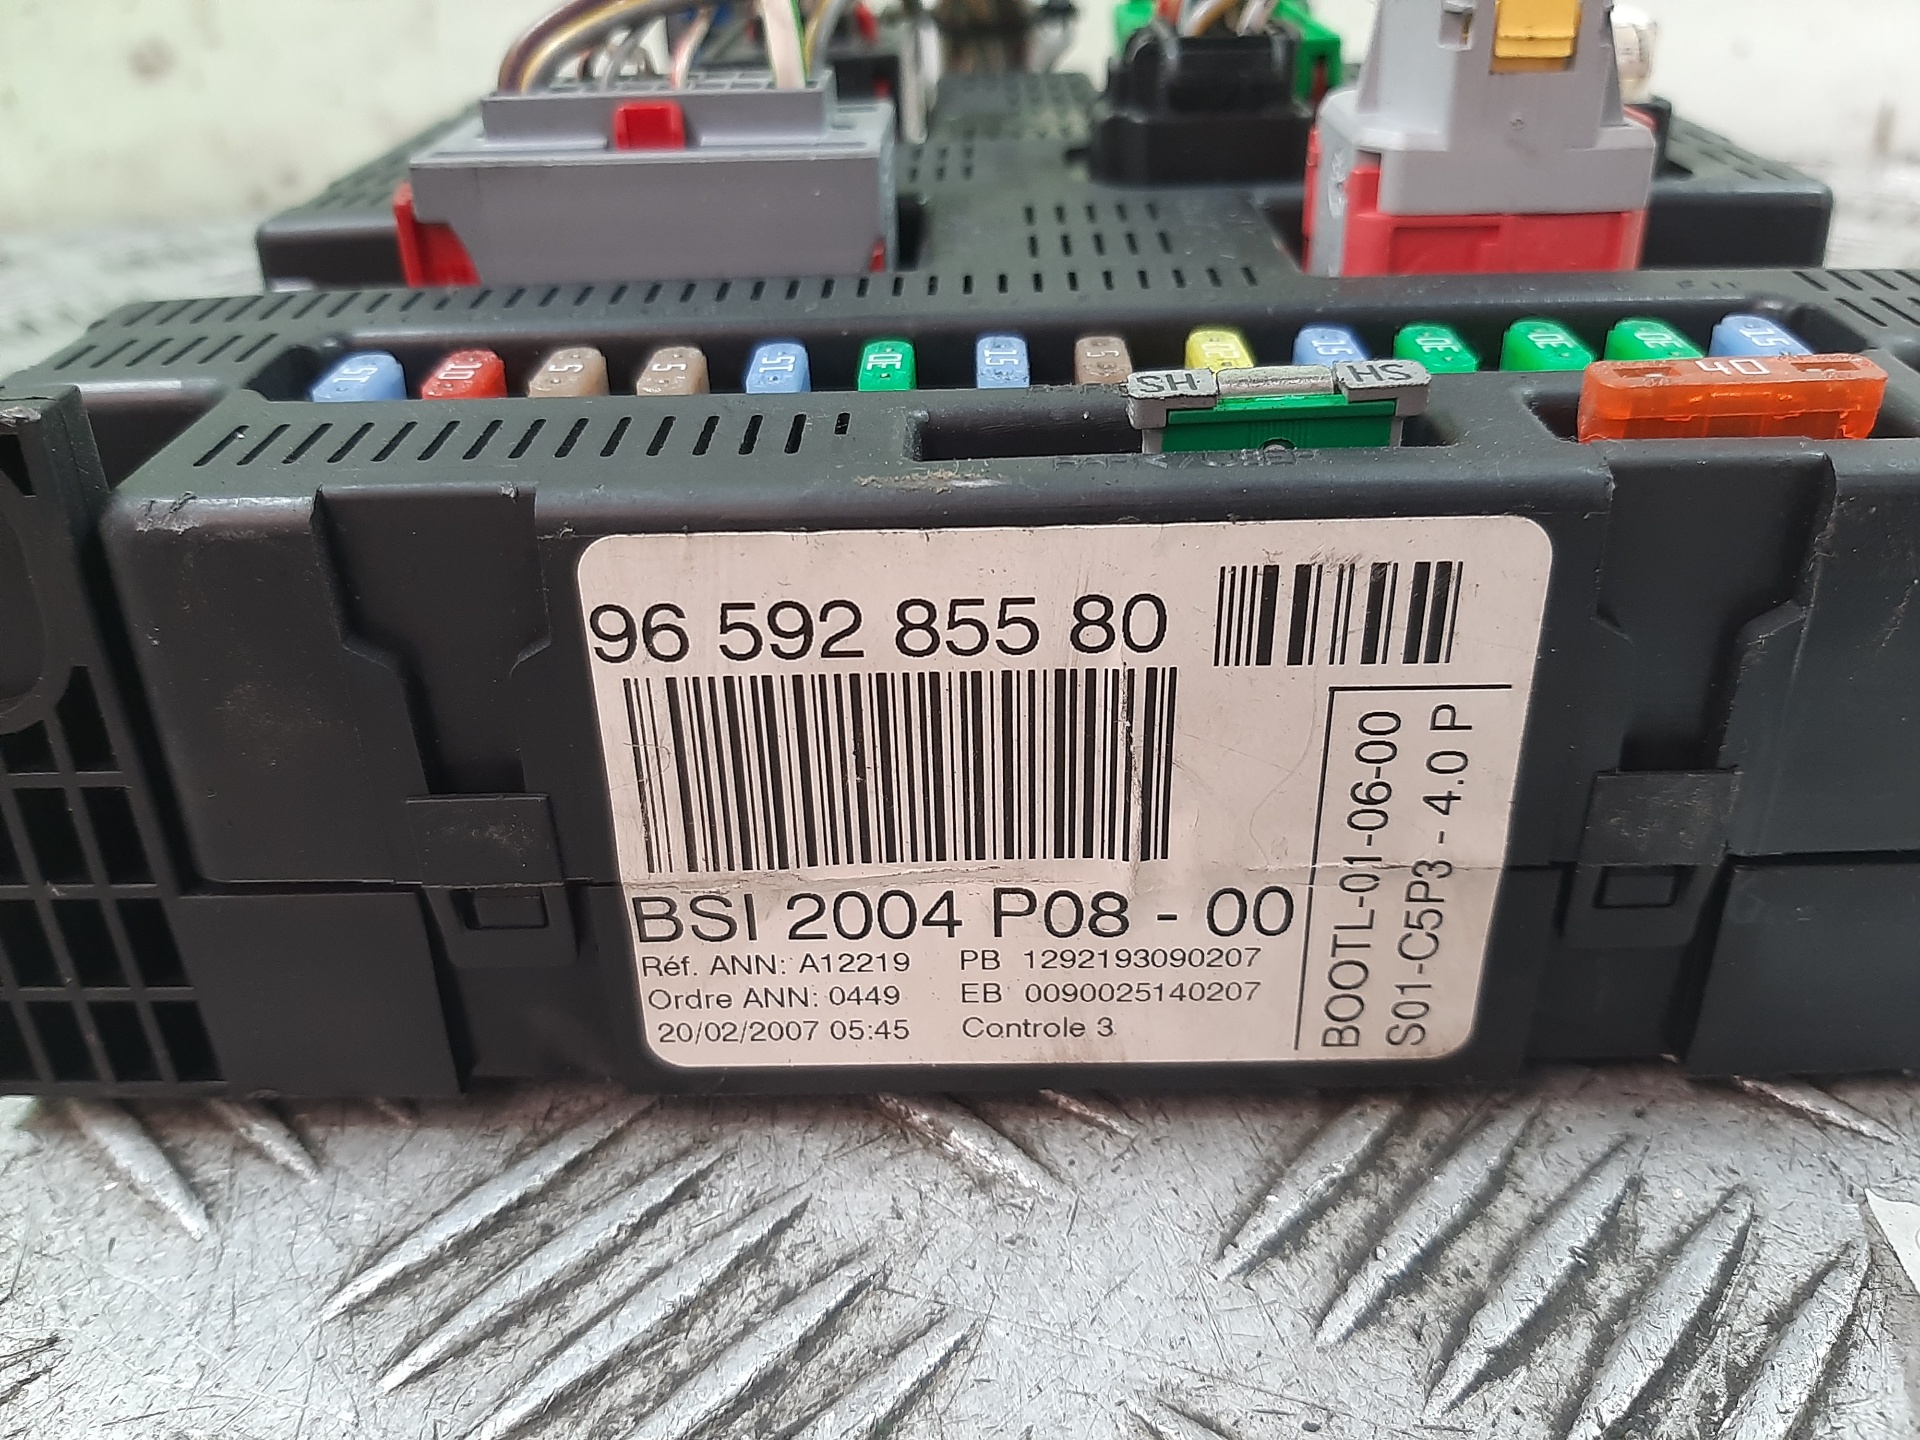 15 10 5 5 15 30 15 5 20 15 30 30 30 15
SH HS
40
96 592 855 80
BSI 2004 P08 - 00
Réf. ANN: A12219 PB 1292193090207
Ordre ANN: 0449 EB 0090025140207
20/02/2007 05:45 Controle 3
BOOTL-01-06-00
S01-C5P3 - 4.0 P